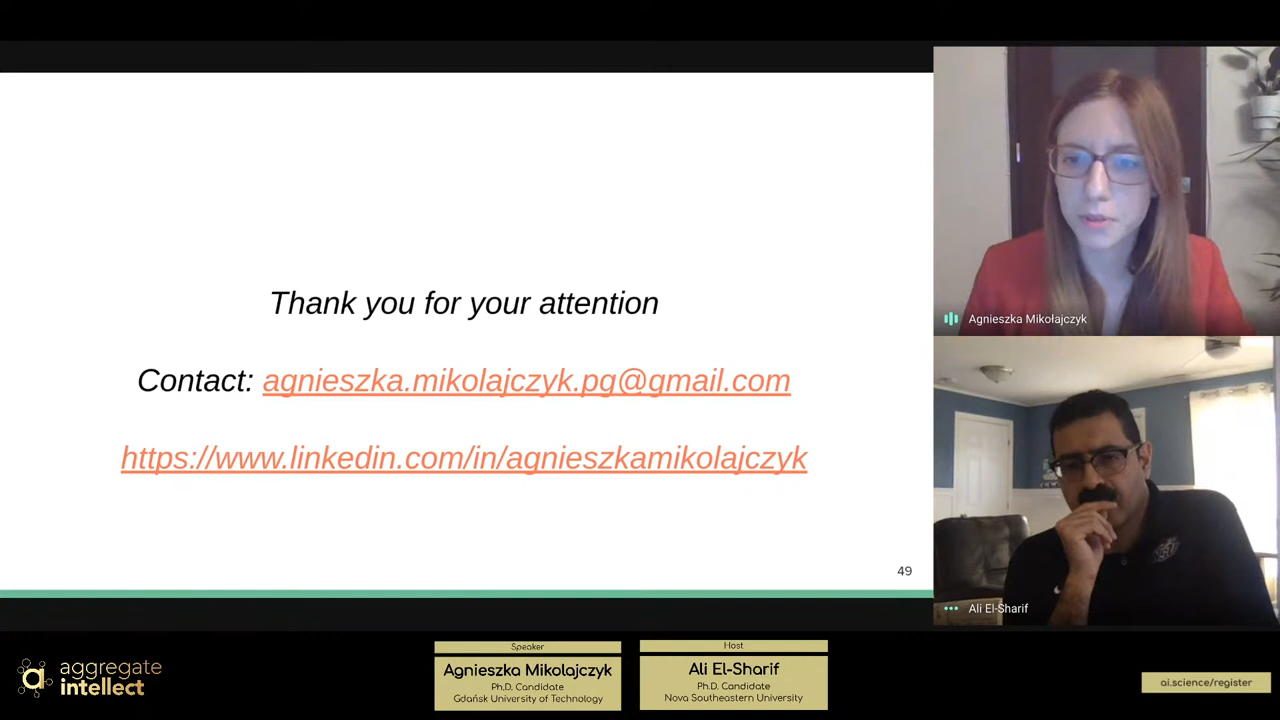 Thank you for your attention
Contact: agnieszka.mikolajczyk.pg@gmail.com
https://www.linkedin.com/in/agnieszkamikolajczyk
49
Agnieszka Mikołajczyk
Ali El-Sharif
aggregate
intellect
Speaker
Agnieszka Mikolajczyk
Ph.D. Candidate
Gdańsk University of Technology
Host
Ali El-Sharif
Ph.D. Candidate
Nova Southeastern University
ai.science/register